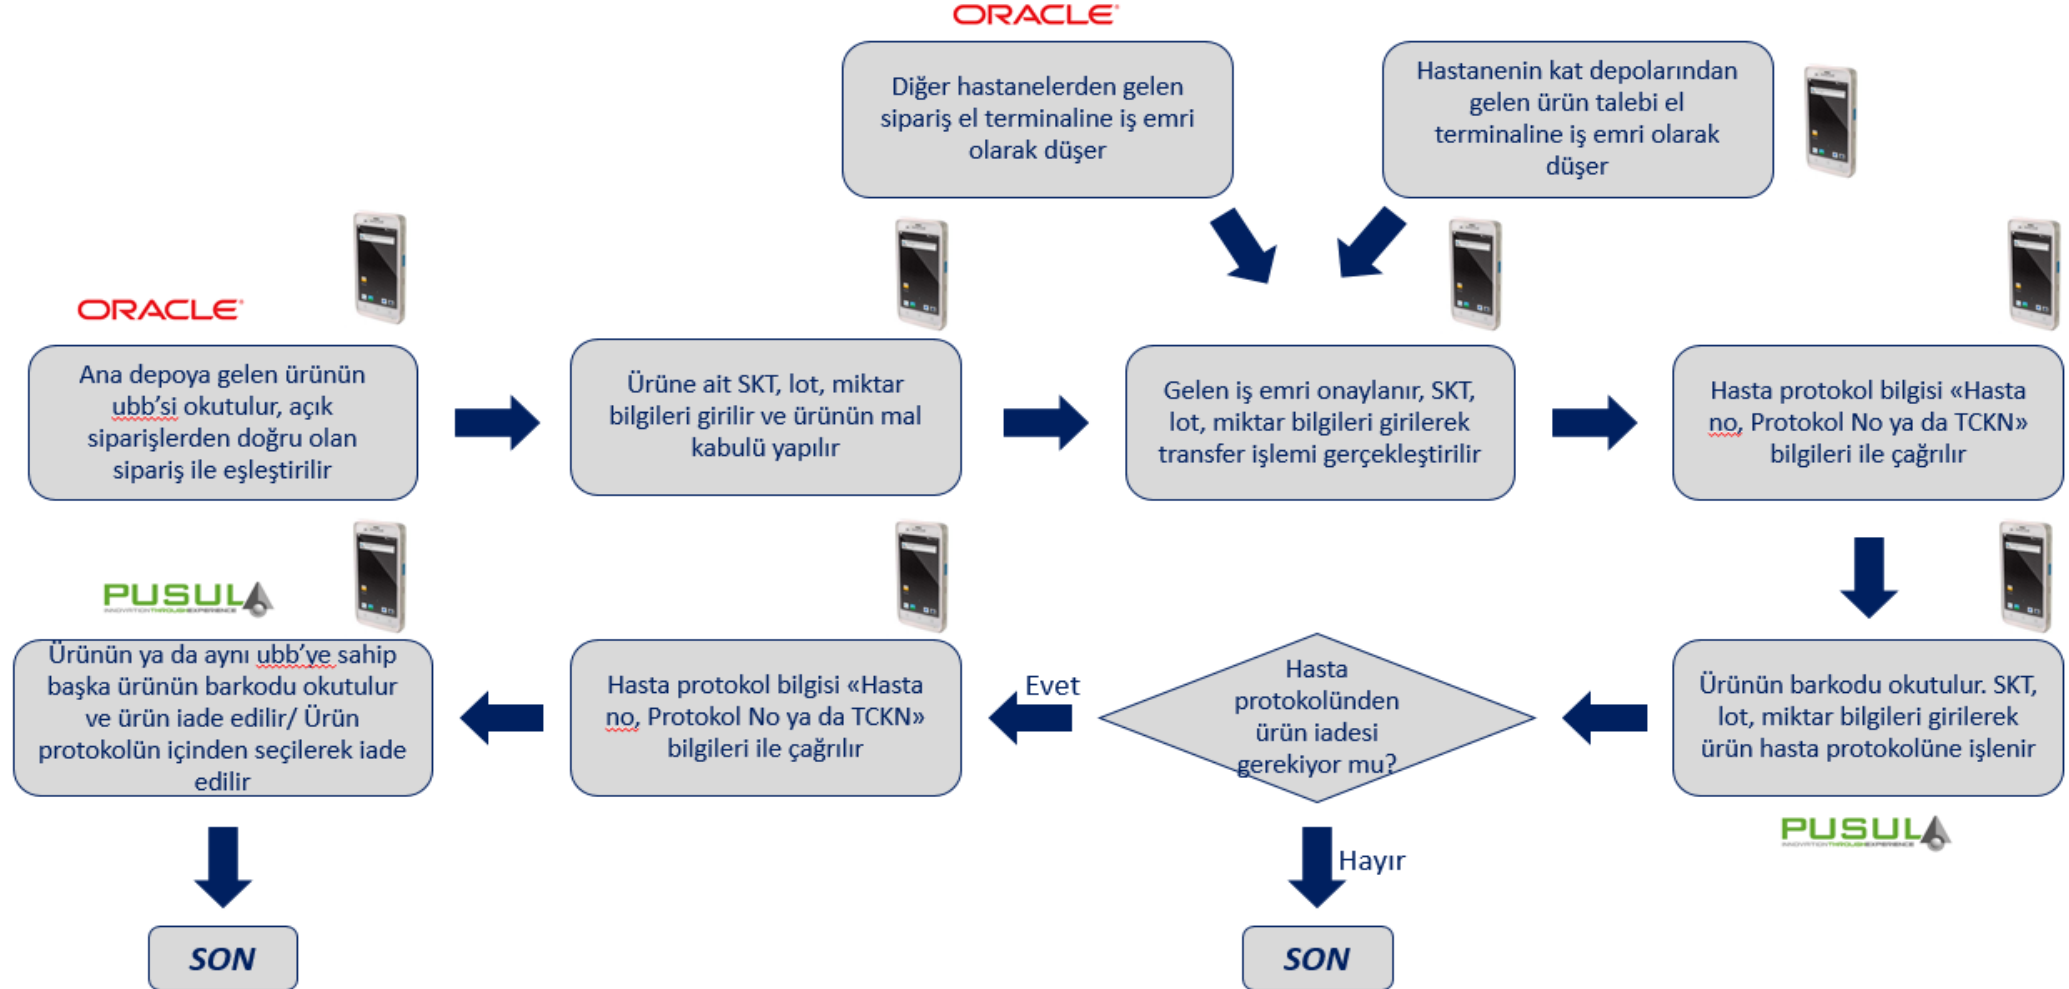 ORACLE
Diğer hastanelerden gelen
sipariş el terminaline iş emri
olarak düşer
Hastanenin kat depolarından
gelen ürün talebi el
terminaline iş emri olarak
düşer
ORACLE
Ana depoya gelen ürünün
ubb’si okutulur, açık
siparişlerden doğru olan
sipariş ile eşleştirilir
Ürüne ait SKT, lot, miktar
bilgileri girilir ve ürünün mal
kabulü yapılır
Gelen iş emri onaylanır, SKT,
lot, miktar bilgileri girilerek
transfer işlemi gerçekleştirilir
Hasta protokol bilgisi «Hasta
no, Protokol No ya da TCKN»
bilgileri ile çağrılır
PUSULA
INNOVATIONTHROUGHEXPERIENCE
Ürünün ya da aynı ubb’ye sahip
başka ürünün barkodu okutulur
ve ürün iade edilir/ Ürün
protokolün içinden seçilerek iade
edilir
Hasta protokol bilgisi «Hasta
no, Protokol No ya da TCKN»
bilgileri ile çağrılır
Evet
Hasta
protokolünden
ürün iadesi
gerekiyor mu?
Ürünün barkodu okutulur. SKT,
lot, miktar bilgileri girilerek
ürün hasta protokolüne işlenir
PUSULA
INNOVATIONTHROUGHEXPERIENCE
Hayır
SON
SON